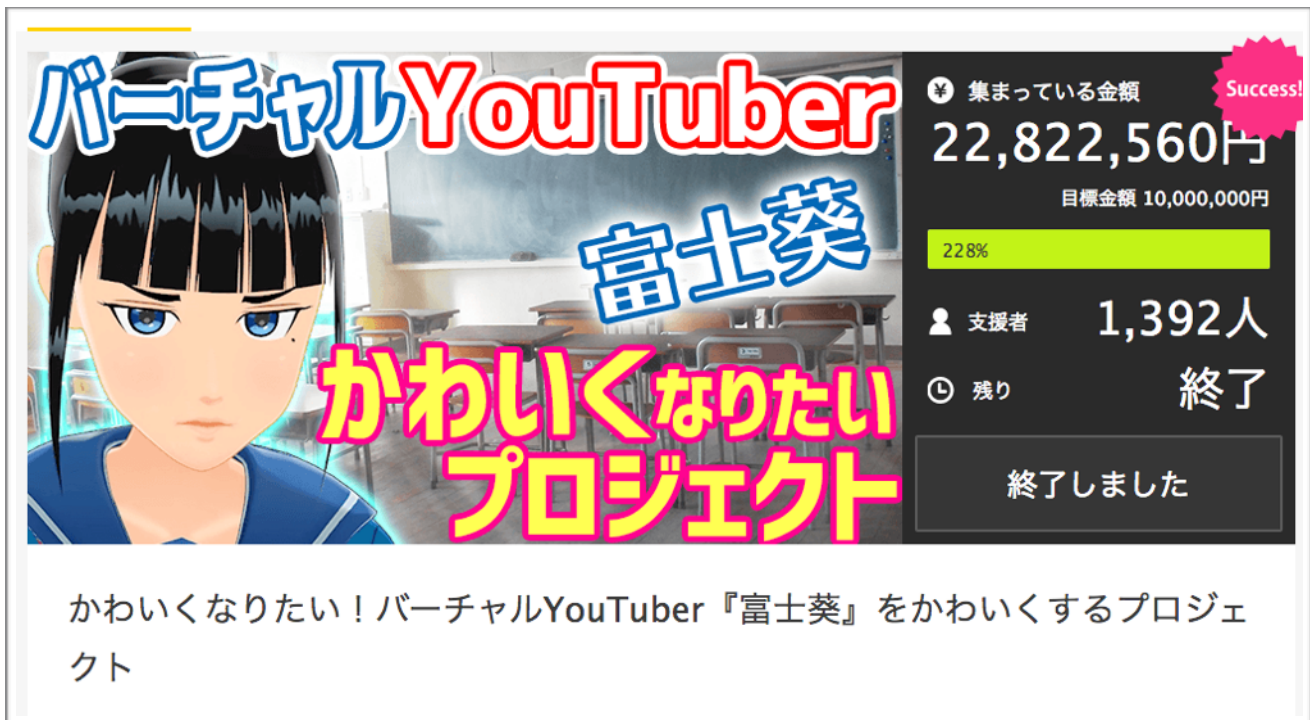 バーチャルYouTuber
富士葵
かわいくなりたい
プロジェクト
集まっている金額
Success!
22,822,560円
目標金額 10,000,000円
228%
支援者 1,392人
残り 終了
終了しました
かわいくなりたい！バーチャルYouTuber『富士葵』をかわいくするプロジェ
クト